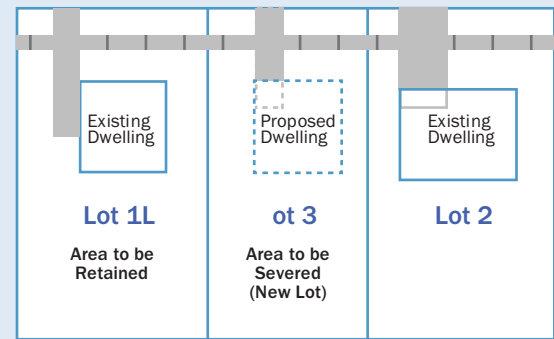 Existing
Dwelling
Proposed
Dwelling
Existing
Dwelling
Lot 1L
ot 3
Lot 2
Area to be
Retained
Area to be
Severed
(New Lot)